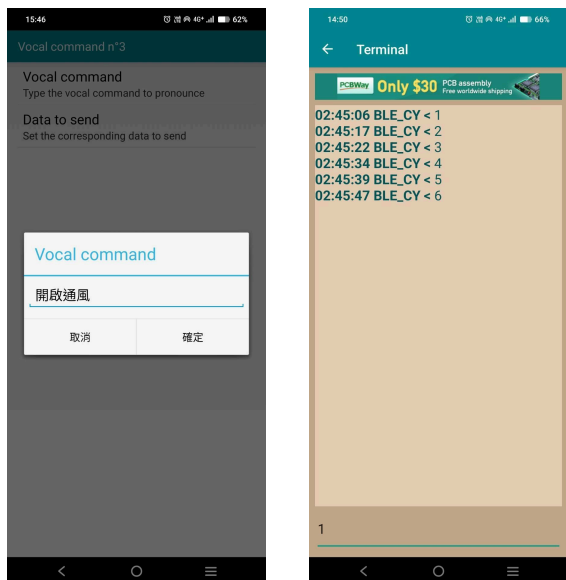 15:46
4G+
62%
Vocal command n°3
Vocal command
Type the vocal command to pronounce
Data to send
Set the corresponding data to send
Vocal command
開啟通風
取消
確定
14:50
4G+
66%
Terminal
PCBWay Only $30 PCB assembly
Free worldwide shipping
02:45:06 BLE_CY < 1
02:45:17 BLE_CY < 2
02:45:22 BLE_CY < 3
02:45:34 BLE_CY < 4
02:45:39 BLE_CY < 5
02:45:47 BLE_CY < 6
1